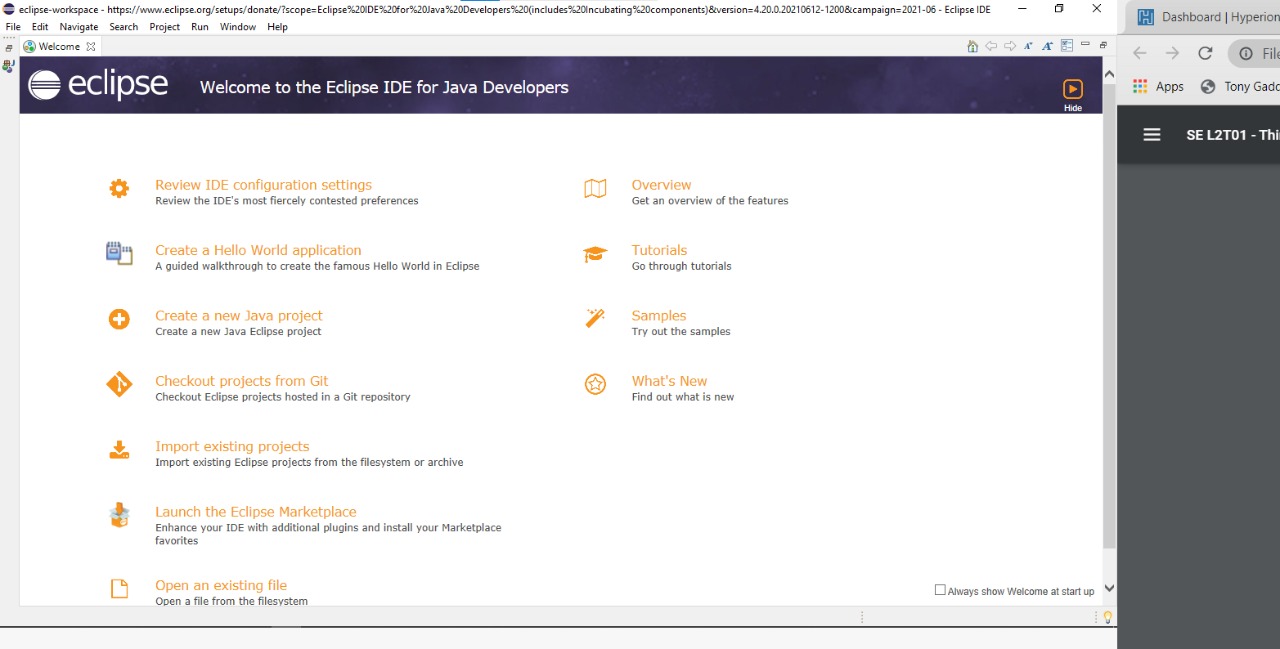 eclipse-workspace - https://www.eclipse.org/setups/donate/?scope=Eclipse%20IDE%20for%20Java%20Developers%20(includes%20Incubating%20components)&version=4.20.0.20210612-1200&campaign=2021-06 - Eclipse IDE
File Edit Navigate Search Project Run Window Help
Welcome
eclipse
Welcome to the Eclipse IDE for Java Developers
Hide
Review IDE configuration settings
Review the IDE's most fiercely contested preferences
Create a Hello World application
A guided walkthrough to create the famous Hello World in Eclipse
Create a new Java project
Create a new Java Eclipse project
Checkout projects from Git
Checkout Eclipse projects hosted in a Git repository
Import existing projects
Import existing Eclipse projects from the filesystem or archive
Launch the Eclipse Marketplace
Enhance your IDE with additional plugins and install your Marketplace
favorites
Open an existing file
Open a file from the filesystem
Overview
Get an overview of the features
Tutorials
Go through tutorials
Samples
Try out the samples
What's New
Find out what is new
Always show Welcome at start up
Dashboard | Hyperion
File
Apps
Tony Gadd
SE L2T01 - Thi